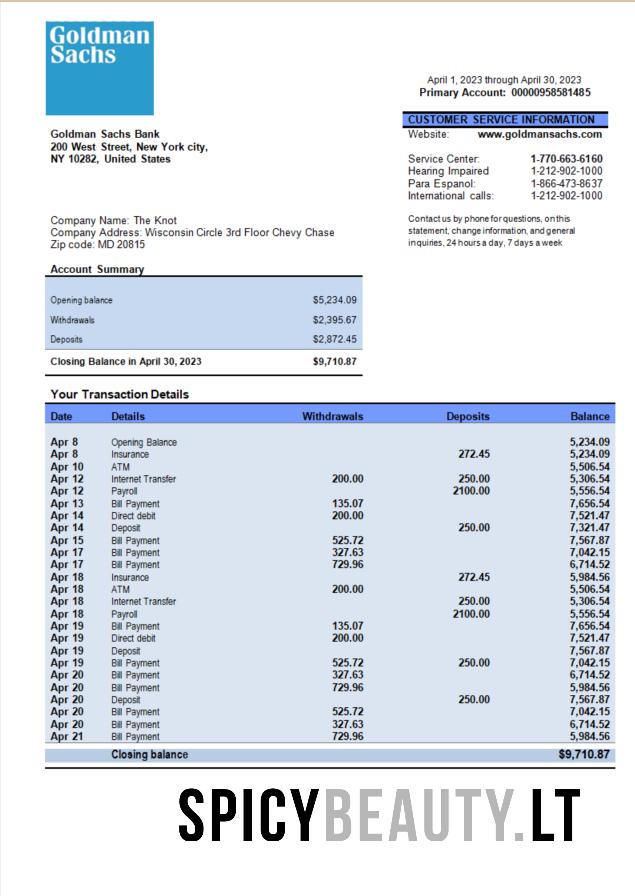 Goldman
Sachs
April 1, 2023 through April 30, 2023
Primary Account: 00000958581485
CUSTOMER SERVICE INFORMATION
Website: www.goldmansachs.com
Goldman Sachs Bank
200 West Street, New York city,
NY 10282, United States
Service Center: 1-770-663-6160
Hearing Impaired 1-212-902-1000
Para Espanol: 1-866-473-8637
International calls: 1-212-902-1000
Contact us by phone for questions, on this
statement, change information, and general
inquiries, 24 hours a day, 7 days a week
Company Name: The Knot
Company Address: Wisconsin Circle 3rd Floor Chevy Chase
Zip code: MD 20815
Account Summary
Opening balance $5,234.09
Withdrawals $2,395.67
Deposits $2,872.45
Closing Balance in April 30, 2023 $9,710.87
Your Transaction Details
Date Details Withdrawals Deposits Balance
Apr 8 Opening Balance 5,234.09
Apr 8 Insurance 272.45 5,234.09
Apr 10 ATM 5,506.54
Apr 12 Internet Transfer 200.00 250.00 5,306.54
Apr 12 Payroll 2100.00 5,556.54
Apr 13 Bill Payment 135.07 7,656.54
Apr 14 Direct debit 200.00 7,521.47
Apr 14 Deposit 250.00 7,321.47
Apr 15 Bill Payment 525.72 7,567.87
Apr 17 Bill Payment 327.63 7,042.15
Apr 17 Bill Payment 729.96 6,714.52
Apr 18 Insurance 272.45 5,984.56
Apr 18 ATM 200.00 5,506.54
Apr 18 Internet Transfer 250.00 5,306.54
Apr 18 Payroll 2100.00 5,556.54
Apr 19 Bill Payment 135.07 7,656.54
Apr 19 Direct debit 200.00 7,521.47
Apr 19 Deposit 7,567.87
Apr 19 Bill Payment 525.72 250.00 7,042.15
Apr 20 Bill Payment 327.63 6,714.52
Apr 20 Bill Payment 729.96 5,984.56
Apr 20 Deposit 250.00 7,567.87
Apr 20 Bill Payment 525.72 7,042.15
Apr 20 Bill Payment 327.63 6,714.52
Apr 21 Bill Payment 729.96 5,984.56
Closing balance $9,710.87
SPICYBEAUTY.LT